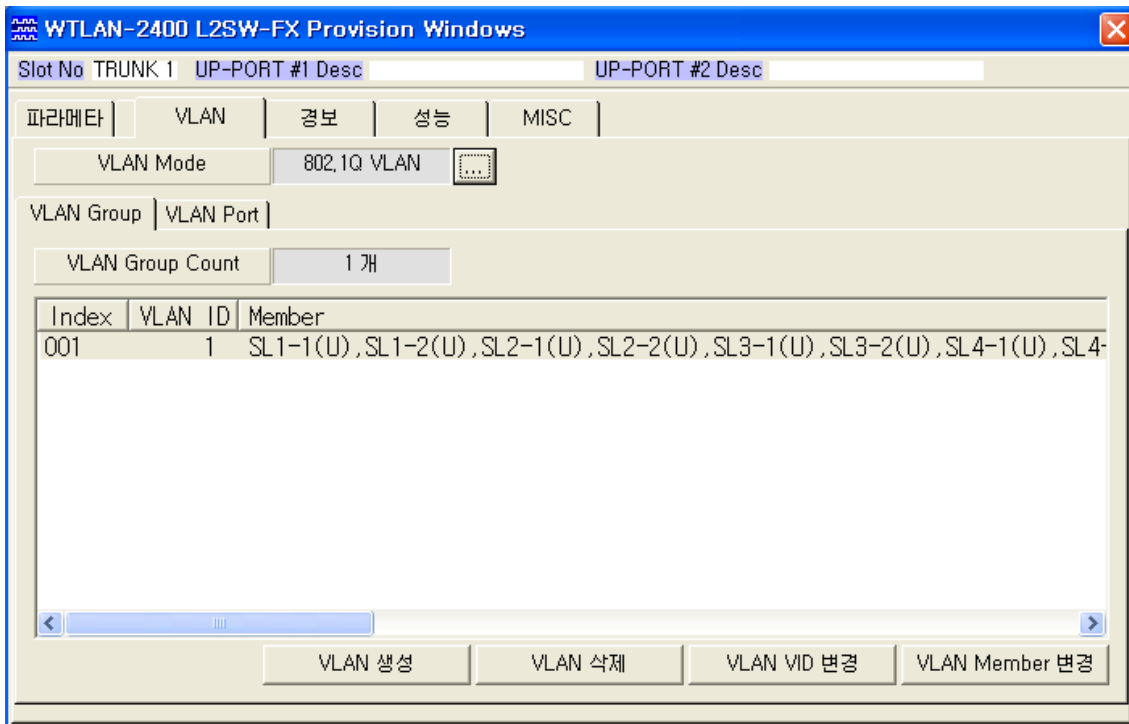 WTLAN-2400 L2SW-FX Provision Windows
Slot No TRUNK 1 UP-PORT #1 Desc UP-PORT #2 Desc
파라메타 VLAN 경보 성능 MISC
VLAN Mode 802,1Q VLAN ...
VLAN Group VLAN Port
VLAN Group Count 1 개
Index VLAN ID Member
001 1 SL1-1(U),SL1-2(U),SL2-1(U),SL2-2(U),SL3-1(U),SL3-2(U),SL4-1(U),SL4-
VLAN 생성 VLAN 삭제 VLAN VID 변경 VLAN Member 변경